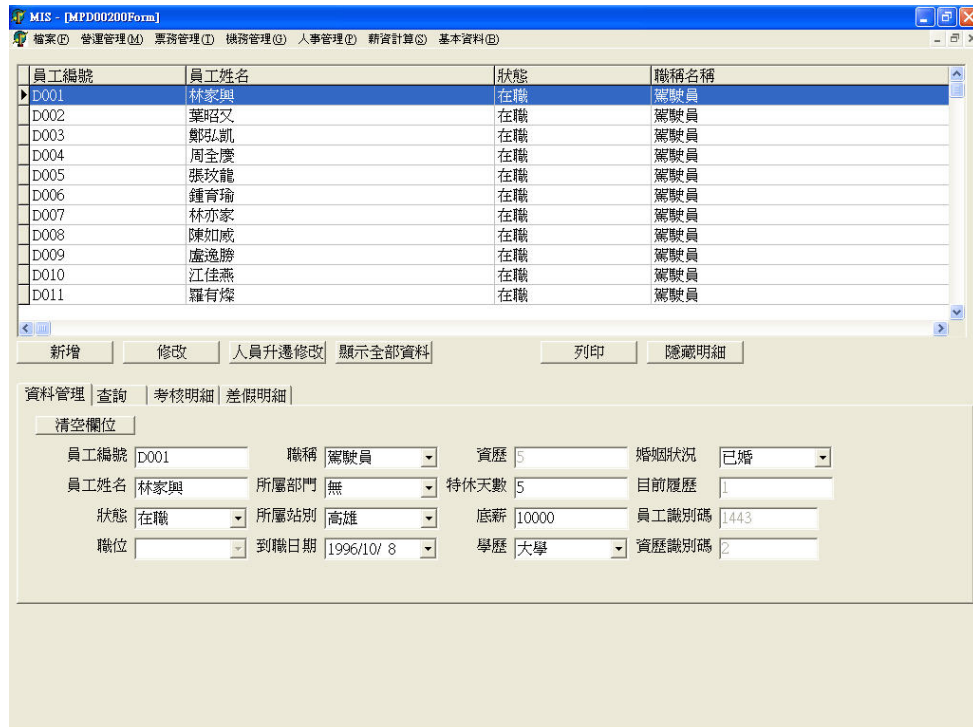 MIS - [MPD00200Form]
檔案(F) 營運管理(M) 票務管理(T) 機務管理(G) 人事管理(P) 薪資計算(S) 基本資料(B)
員工編號 員工姓名 狀態 職稱名稱
D001 林家興 在職 駕駛員
D002 葉昭又 在職 駕駛員
D003 鄭弘凱 在職 駕駛員
D004 周全慶 在職 駕駛員
D005 張玫龍 在職 駕駛員
D006 鍾育瑜 在職 駕駛員
D007 林亦家 在職 駕駛員
D008 陳如威 在職 駕駛員
D009 盧逸勝 在職 駕駛員
D010 江佳燕 在職 駕駛員
D011 羅有燦 在職 駕駛員
新增 修改 人員升遷修改 顯示全部資料 列印 隱藏明細
資料管理 查詢 考核明細 差假明細
清空欄位
員工編號 D001 職稱 駕駛員 資歷 5 婚姻狀況 已婚
員工姓名 林家興 所屬部門 無 特休天數 5 目前履歷 1
狀態 在職 所屬站別 高雄 底薪 10000 員工識別碼 1443
職位 到職日期 1996/10/ 8 學歷 大學 資歷識別碼 2